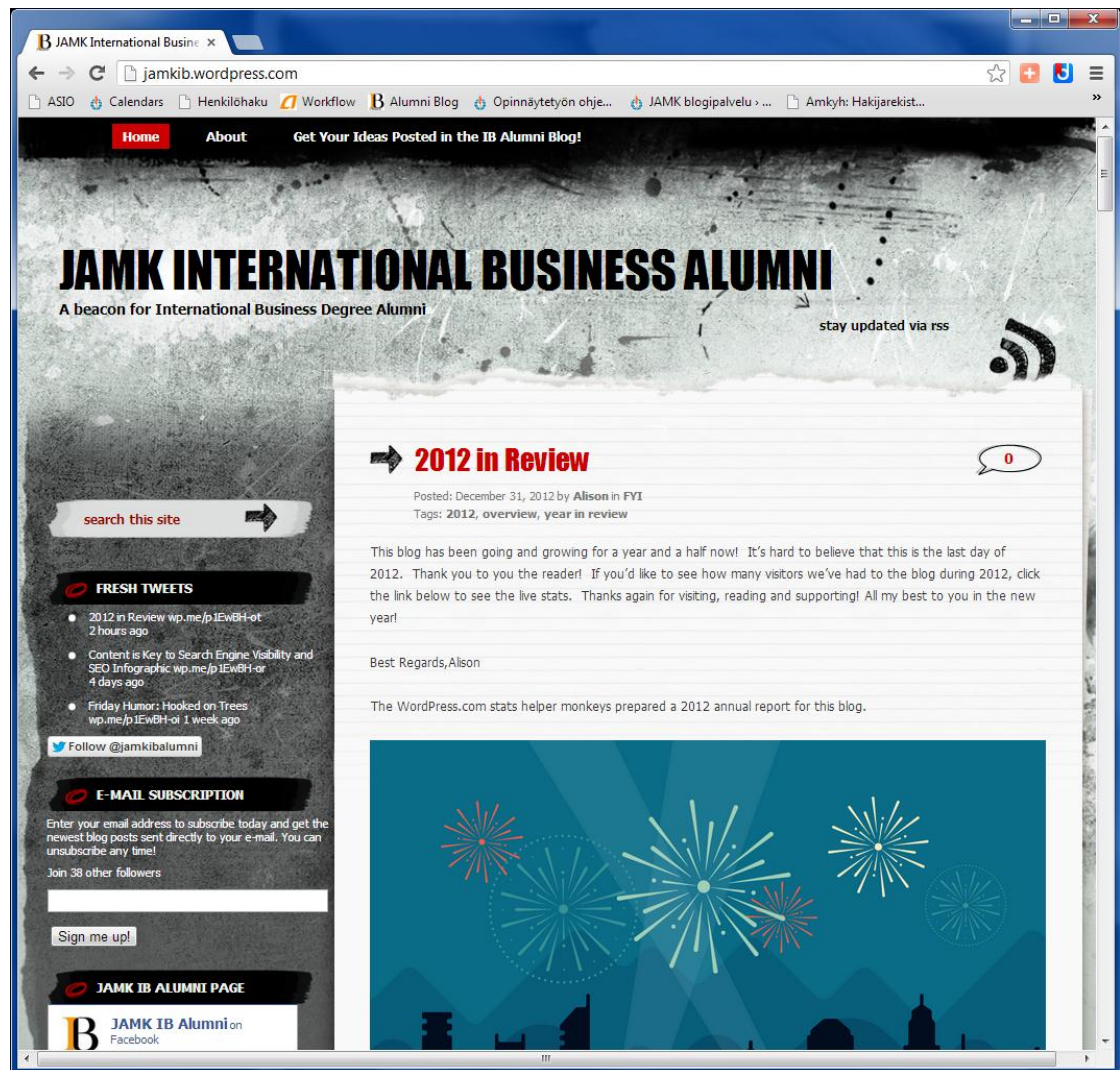 JAMK International Busine
jamkib.wordpress.com
ASIO Calendars Henkilöhaku Workflow Alumni Blog Opinnäytetyön ohje... JAMK blogipalvelu › ... Amkyh: Hakijarekist... »
Home About Get Your Ideas Posted in the IB Alumni Blog!
JAMK INTERNATIONAL BUSINESS ALUMNI
A beacon for International Business Degree Alumni
stay updated via rss
search this site
FRESH TWEETS
2012 in Review wp.me/p1EwBH-ot
2 hours ago
Content is Key to Search Engine Visibility and
SEO Infographic wp.me/p1EwBH-or
4 days ago
Friday Humor: Hooked on Trees
wp.me/p1EwBH-oi 1 week ago
Follow @jamkibalumni
E-MAIL SUBSCRIPTION
Enter your email address to subscribe today and get the
newest blog posts sent directly to your e-mail. You can
unsubscribe any time!
Join 38 other followers
Sign me up!
JAMK IB ALUMNI PAGE
B JAMK IB Alumni on
Facebook
2012 in Review
0
Posted: December 31, 2012 by Alison in FYI
Tags: 2012, overview, year in review
This blog has been going and growing for a year and a half now! It's hard to believe that this is the last day of
2012. Thank you to you the reader! If you'd like to see how many visitors we've had to the blog during 2012, click
the link below to see the live stats. Thanks again for visiting, reading and supporting! All my best to you in the new
year!
Best Regards,Alison
The WordPress.com stats helper monkeys prepared a 2012 annual report for this blog.